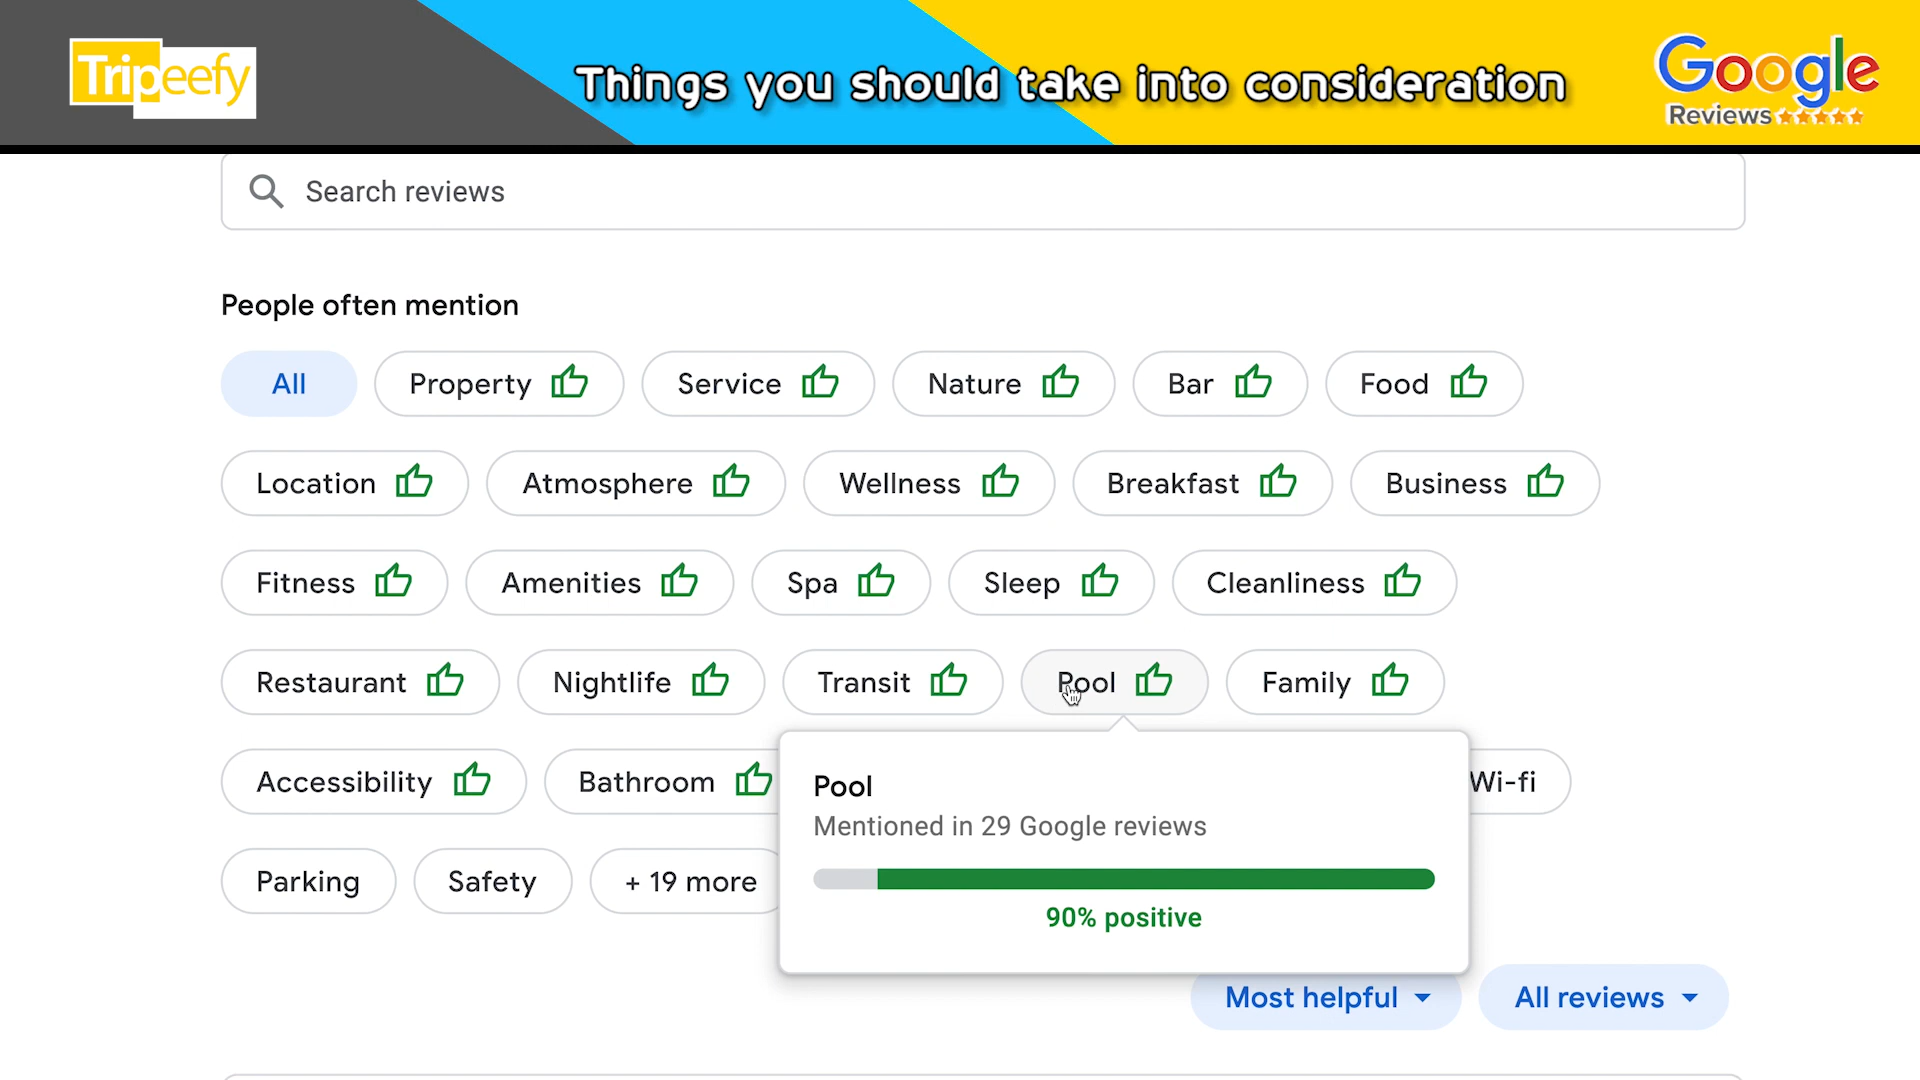 Tripeefy
Things you should take into consideration
Google
Reviews
Search reviews
People often mention
All
Property
Service
Nature
Bar
Food
Location
Atmosphere
Wellness
Breakfast
Business
Fitness
Amenities
Spa
Sleep
Cleanliness
Restaurant
Nightlife
Transit
Pool
Family
Accessibility
Bathroom
Wi-fi
Parking
Safety
+ 19 more
Pool
Mentioned in 29 Google reviews
90% positive
Most helpful
All reviews